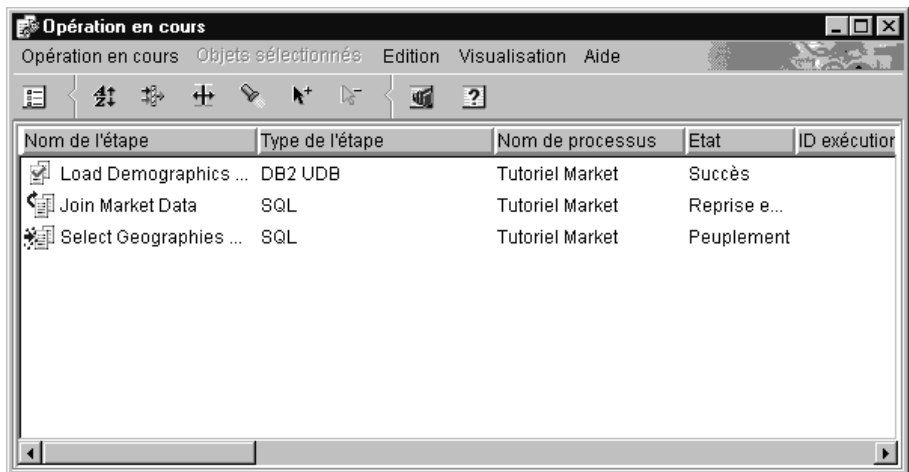 Opération en cours
Opération en cours Objets sélectionnés Edition Visualisation Aide
Nom de l'étape Type de l'étape Nom de processus Etat ID exécution
Load Demographics ... DB2 UDB Tutoriel Market Succès
Join Market Data SQL Tutoriel Market Reprise e...
Select Geographies ... SQL Tutoriel Market Peuplement